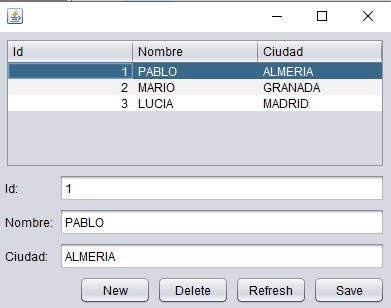 Id Nombre Ciudad
1 PABLO ALMERIA
2 MARIO GRANADA
3 LUCIA MADRID
Id: 1
Nombre: PABLO
Ciudad: ALMERIA
New Delete Refresh Save